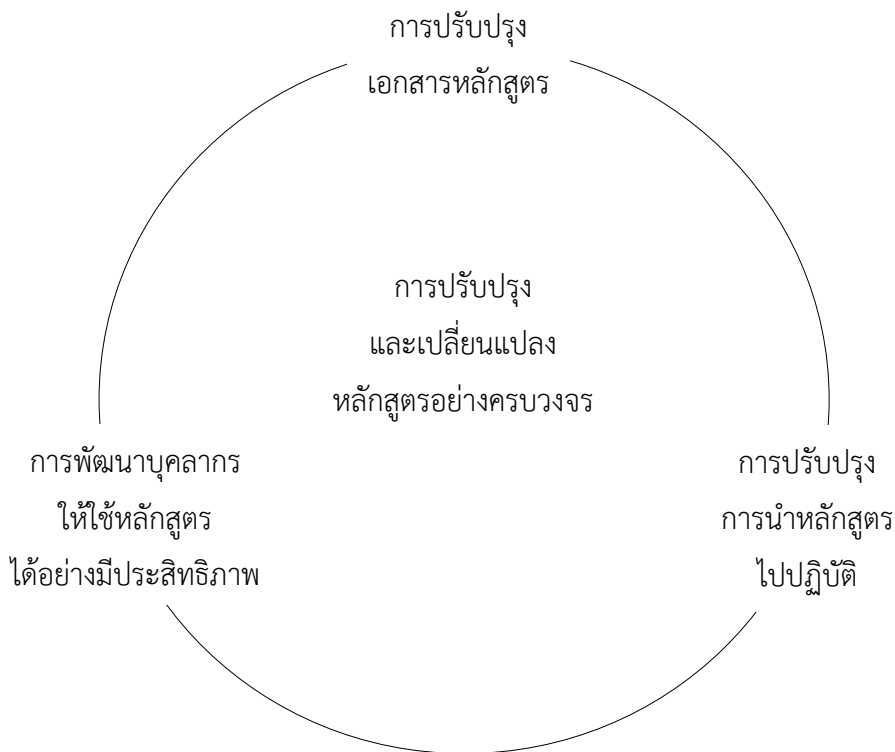 การปรับปรุง
เอกสารหลักสูตร
การปรับปรุง
และเปลี่ยนแปลง
หลักสูตรอย่างครบวงจร
การพัฒนาบุคลากร
ให้ใช้หลักสูตร
ได้อย่างมีประสิทธิภาพ
การปรับปรุง
การนำหลักสูตร
ไปปฏิบัติ